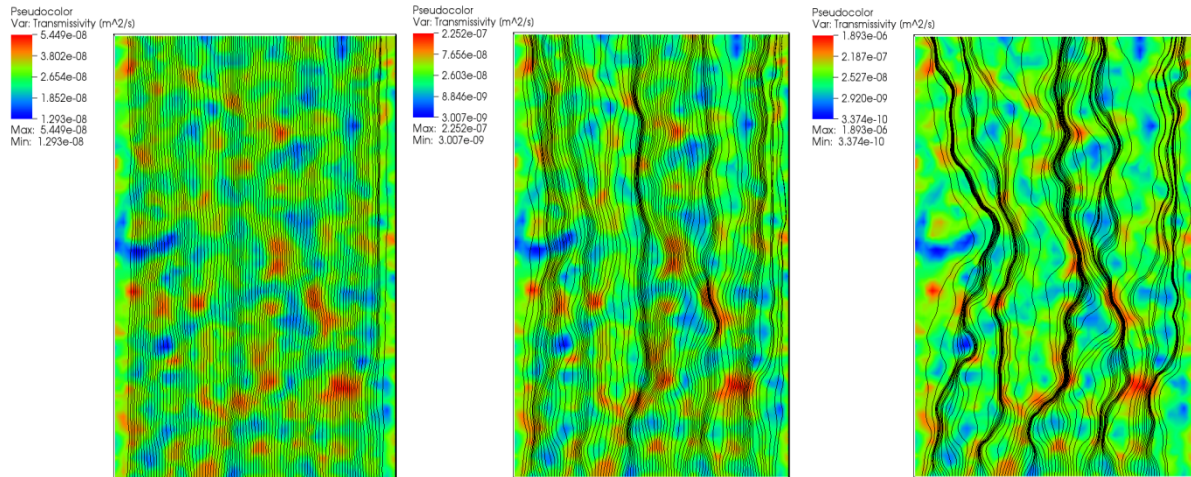 Pseudocolor
Var: Transmissivity (m^2/s)
5.449e-08
3.802e-08
2.654e-08
1.852e-08
1.293e-08
Max: 5.449e-08
Min: 1.293e-08
Pseudocolor
Var: Transmissivity (m^2/s)
2.252e-07
7.656e-08
2.603e-08
8.846e-09
3.007e-09
Max: 2.252e-07
Min: 3.007e-09
Pseudocolor
Var: Transmissivity (m^2/s)
1.893e-06
2.187e-07
2.527e-08
2.920e-09
3.374e-10
Max: 1.893e-06
Min: 3.374e-10